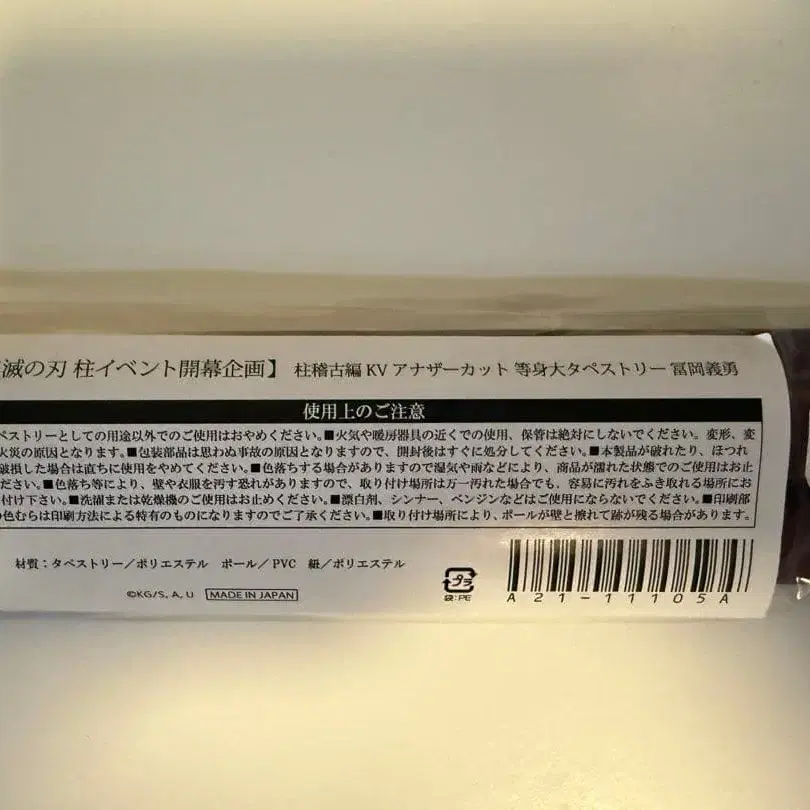 滅の刃 柱イベント開幕企画】 柱稽古編 KV アナザーカット 等身大タペストリー 冨岡義勇
使用上のご注意
ペストリーとしての用途以外でのご使用はおやめください。■火気や暖房器具の近くでの使用、保管は絶対にしないでください。変形、変
火災の原因となります。■包装部品は思わぬ事故の原因となりますので、開封後はすぐに処分してください。■本製品が破れたり、ほつれ
破損した場合は直ちに使用をやめてください。■色落ちする場合がありますので湿気や雨などにより、商品が濡れた状態でのご使用はお止
ださい。■色落ち等により、壁や衣服を汚す恐れがありますので、取り付け場所は万一汚れた場合でも、容易に汚れをふき取れる場所にお
付け下さい。■洗濯または乾燥機のご使用はお止めください。■漂白剤、シンナー、ベンジンなどはご使用にならないでください。■印刷部
の色むらは印刷方法による特有のものになりますのでご了承ください。■取り付け場所により、ポールが壁と擦れて跡が残る場合があります。
材質：タペストリー／ポリエステル ポール／PVC 紐／ポリエステル
プラ
袋:PE
A21-11105A
©KG/S, A, U MADE IN JAPAN